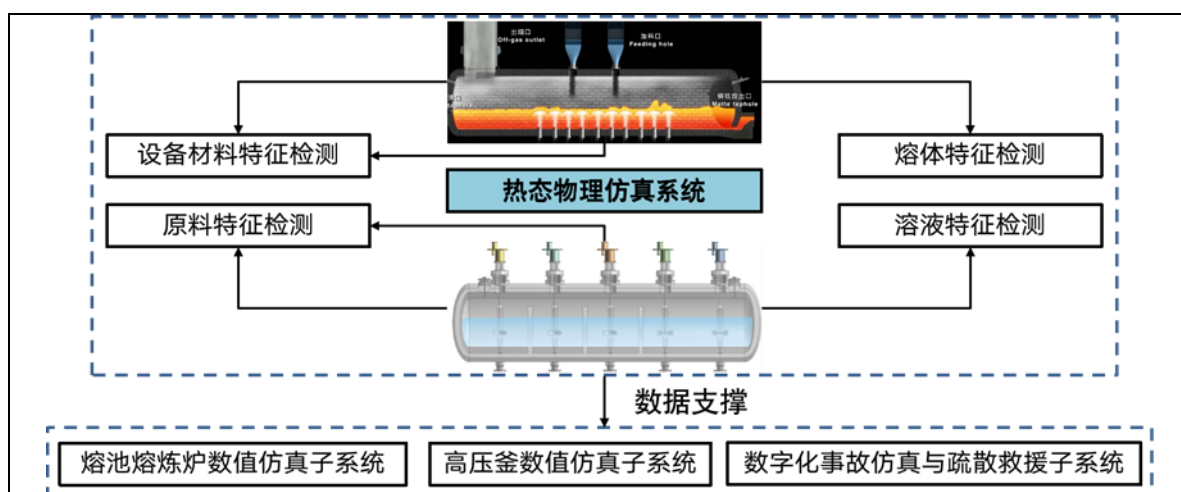 出烟口
Off-gas outlet
加料口
Feeding hole
Matte taphole
设备材料特征检测
熔体特征检测
热态物理仿真系统
原料特征检测
溶液特征检测
数据支撑
熔池熔炼炉数值仿真子系统
高压釜数值仿真子系统
数字化事故仿真与疏散救援子系统